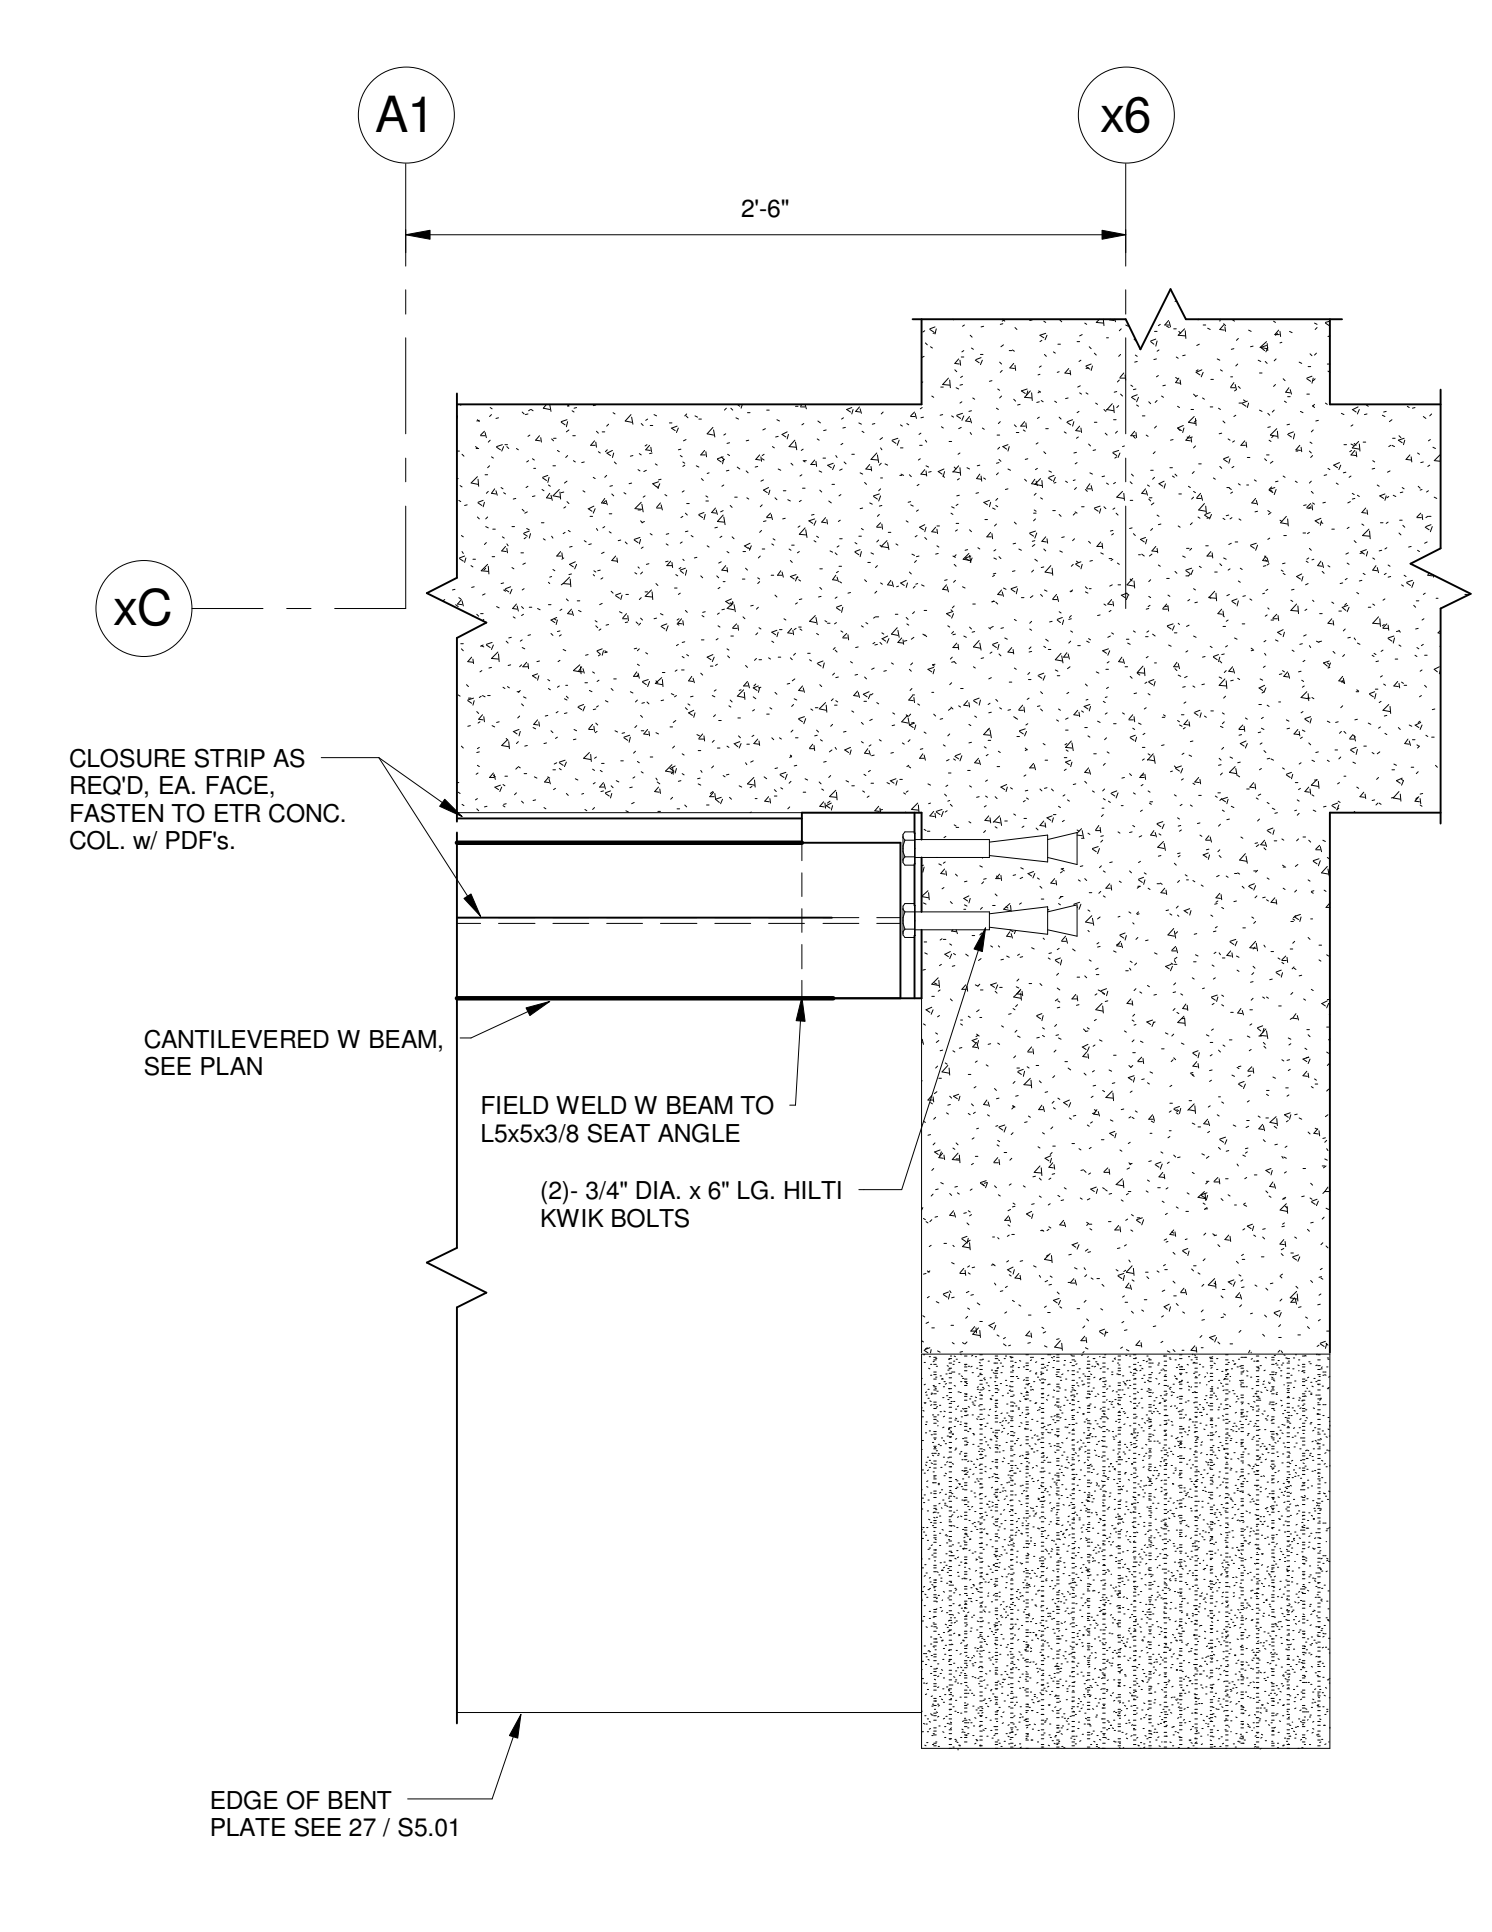 A1
x6
2'-6"
xC
CLOSURE STRIP AS
REQ'D, EA. FACE,
FASTEN TO ETR CONC.
COL. w/ PDF's.
CANTILEVERED W BEAM,
SEE PLAN
FIELD WELD W BEAM TO
L5x5x3/8 SEAT ANGLE
(2)- 3/4" DIA. x 6" LG. HILTI
KWIK BOLTS
EDGE OF BENT
PLATE SEE 27 / S5.01